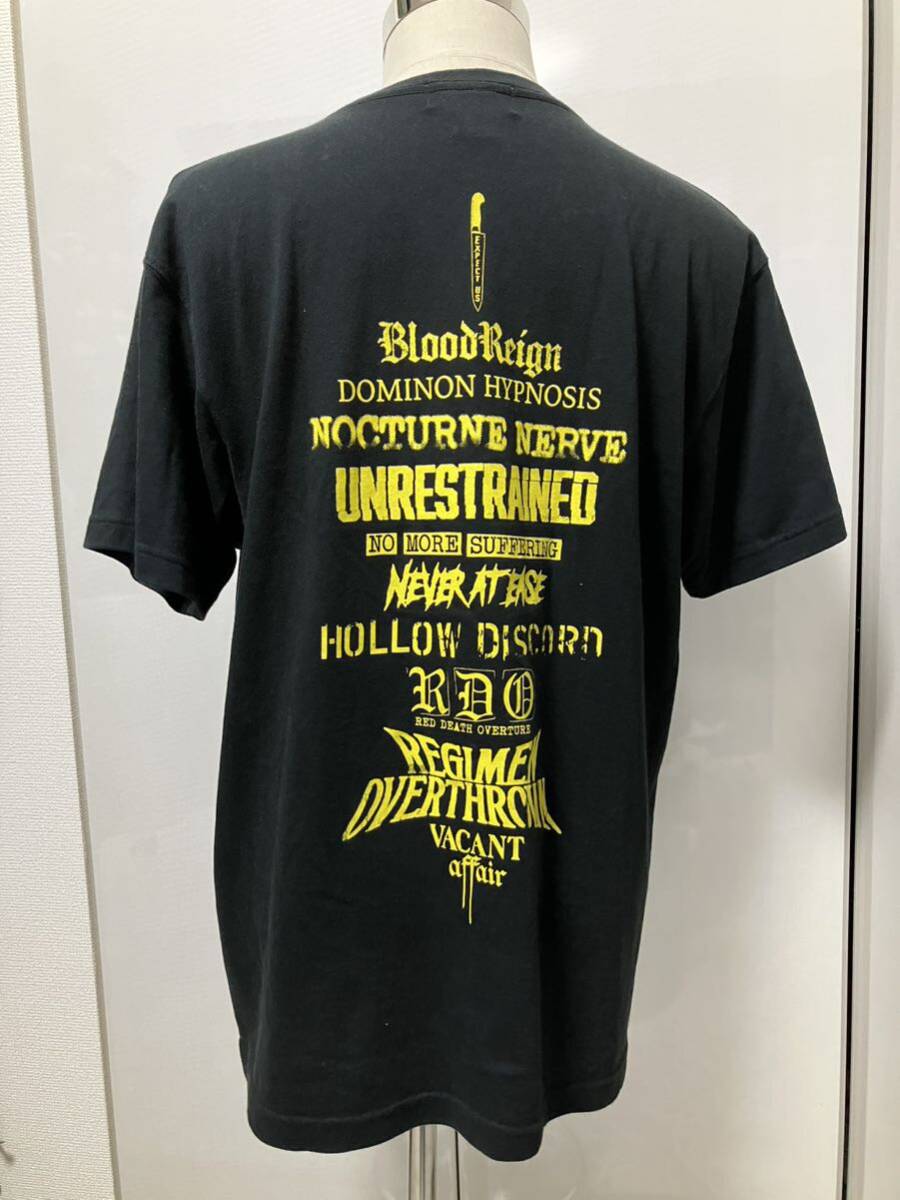 EXPECT US
BloodReign
DOMINON HYPNOSIS
NOCTURNE NERVE
UNRESTRAINED
NO MORE SUFFERING
NEVER AT EASE
HOLLOW DISCORD
RDO
RED DEATH OVERTURE
REGIMEN
OVERTHROWN
VACANT
affair